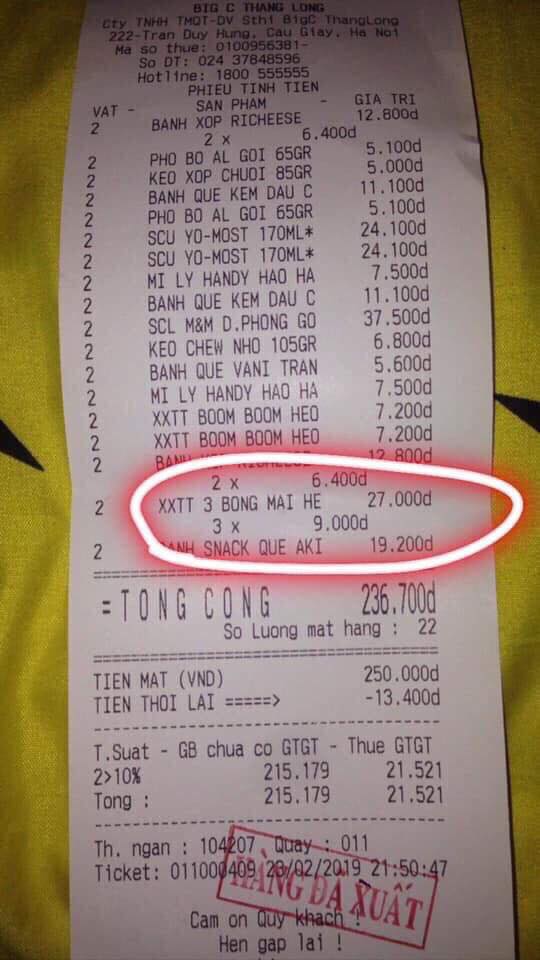 BIG C THANG LONG
Cty TNHH TMQT-DV Sthi BigC ThangLong
222-Tran Duy Hung, Cau Giay, Ha Noi
Ma so thue: 0100956381-
So DT: 024 37848596
Hotline: 1800 555555
PHIEU TINH TIEN
VAT - SAN PHAM - GIA TRI
2 BANH XOP RICHEESE 12.800d
2 x 6.400d
2 PHO BO AL GOI 65GR 5.100d
2 KEO XOP CHUOI 85GR 5.000d
2 BANH QUE KEM DAU C 11.100d
2 PHO BO AL GOI 65GR 5.100d
2 SCU YO-MOST 170ML* 24.100d
2 SCU YO-MOST 170ML* 24.100d
2 MI LY HANDY HAO HA 7.500d
2 BANH QUE KEM DAU C 11.100d
2 SCL M&M D.PHONG GO 37.500d
2 KEO CHEW NHO 105GR 6.800d
2 BANH QUE VANI TRAN 5.600d
2 MI LY HANDY HAO HA 7.500d
2 XXTT BOOM BOOM HEO 7.200d
2 XXTT BOOM BOOM HEO 7.200d
2 BANH RICHEESE 12.800d
2 x 6.400d
2 XXTT 3 BONG MAI HE 27.000d
3 x 9.000d
2 BANH SNACK QUE AKI 19.200d
=TONG CONG 236.700d
So Luong mat hang : 22
TIEN MAT (VND) 250.000d
TIEN THOI LAI =====> -13.400d
T.Suat - GB chua co GTGT - Thue GTGT
2>10% 215.179 21.521
Tong : 215.179 21.521
Th. ngan : 104207 Quay : 011
Ticket: 011000409 23/02/2019 21:50:47
HÀNG ĐÃ XUẤT
Cam on Quy khach !
Hen gap lai !